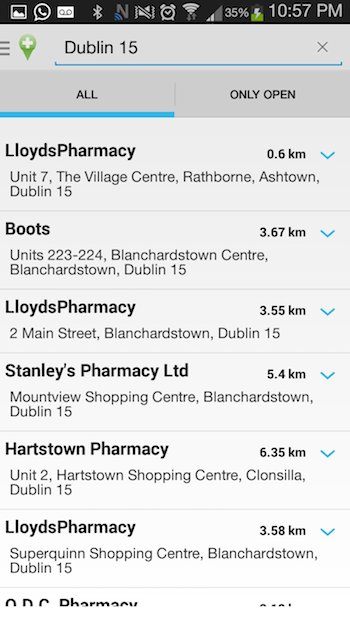 35% 10:57 PM
Dublin 15
ALL ONLY OPEN
LloydsPharmacy 0.6 km
Unit 7, The Village Centre, Rathborne, Ashtown,
Dublin 15
Boots 3.67 km
Units 223-224, Blanchardstown Centre,
Blanchardstown, Dublin 15
LloydsPharmacy 3.55 km
2 Main Street, Blanchardstown, Dublin 15
Stanley's Pharmacy Ltd 5.4 km
Mountview Shopping Centre, Blanchardstown,
Dublin 15
Hartstown Pharmacy 6.35 km
Unit 2, Hartstown Shopping Centre, Clonsilla,
Dublin 15
LloydsPharmacy 3.58 km
Superquinn Shopping Centre, Blanchardstown,
Dublin 15
Pharmacy